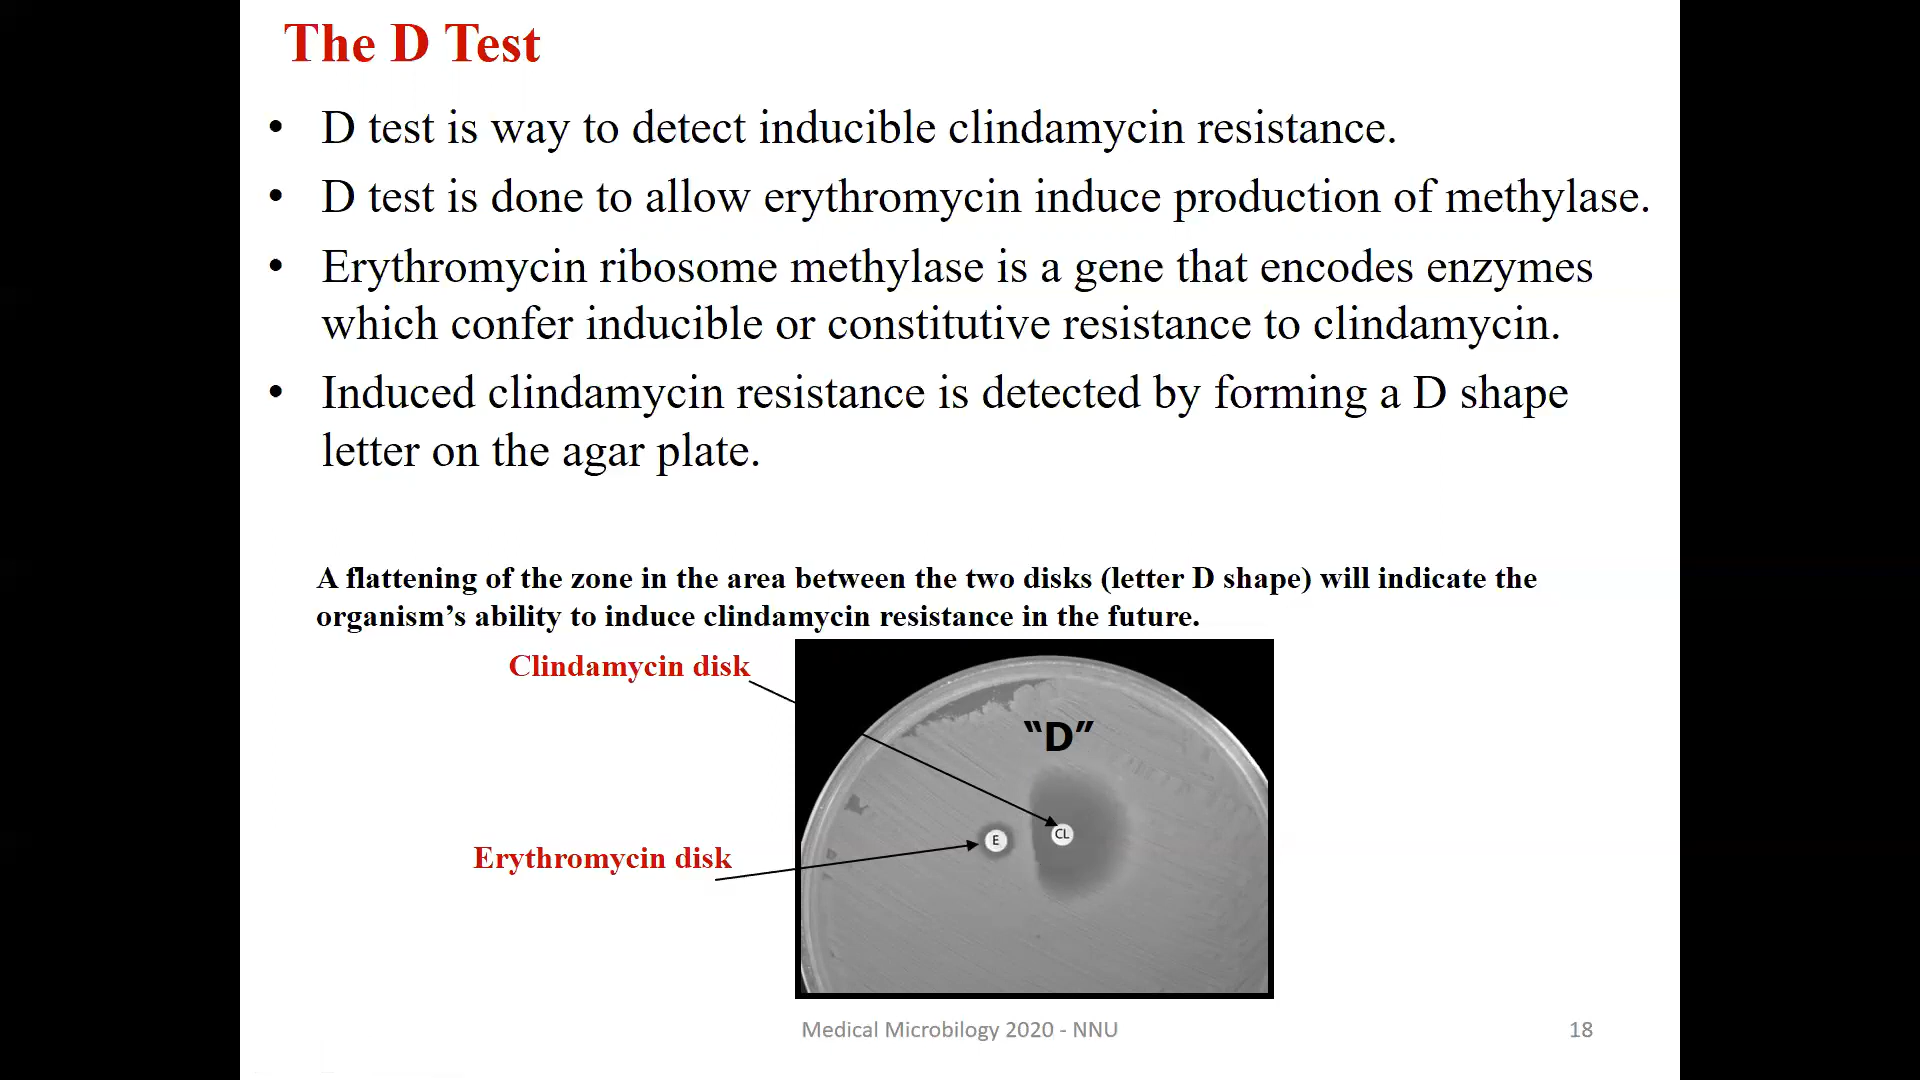 The D Test
• D test is way to detect inducible clindamycin resistance.
• D test is done to allow erythromycin induce production of methylase.
• Erythromycin ribosome methylase is a gene that encodes enzymes
which confer inducible or constitutive resistance to clindamycin.
• Induced clindamycin resistance is detected by forming a D shape
letter on the agar plate.
A flattening of the zone in the area between the two disks (letter D shape) will indicate the
organism’s ability to induce clindamycin resistance in the future.
Clindamycin disk
"D"
CL
E
Erythromycin disk
Medical Microbilogy 2020 - NNU
18